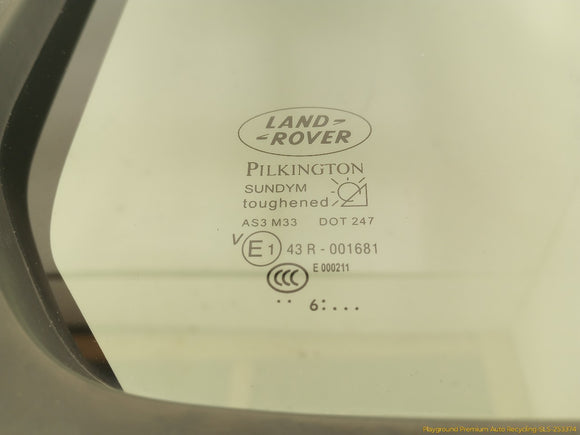 LAND
ROVER
PILKINGTON
SUNDYM
toughened
AS3 M33 DOT 247
V E1 43 R - 001681
CCC E 000211
.. 6:...
Playground Premium Auto Recycling SLS-253374